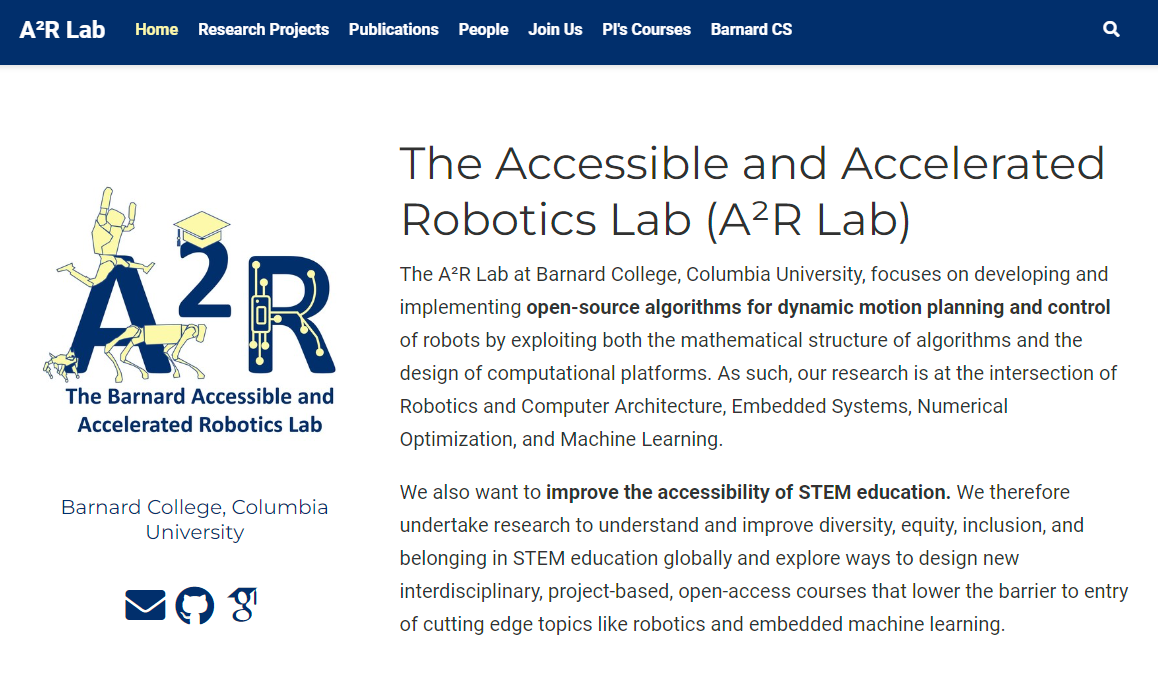 A²R Lab Home Research Projects Publications People Join Us PI's Courses Barnard CS
A2R
The Barnard Accessible and
Accelerated Robotics Lab
Barnard College, Columbia
University
The Accessible and Accelerated
Robotics Lab (A²R Lab)
The A²R Lab at Barnard College, Columbia University, focuses on developing and
implementing open-source algorithms for dynamic motion planning and control
of robots by exploiting both the mathematical structure of algorithms and the
design of computational platforms. As such, our research is at the intersection of
Robotics and Computer Architecture, Embedded Systems, Numerical
Optimization, and Machine Learning.
We also want to improve the accessibility of STEM education. We therefore
undertake research to understand and improve diversity, equity, inclusion, and
belonging in STEM education globally and explore ways to design new
interdisciplinary, project-based, open-access courses that lower the barrier to entry
of cutting edge topics like robotics and embedded machine learning.